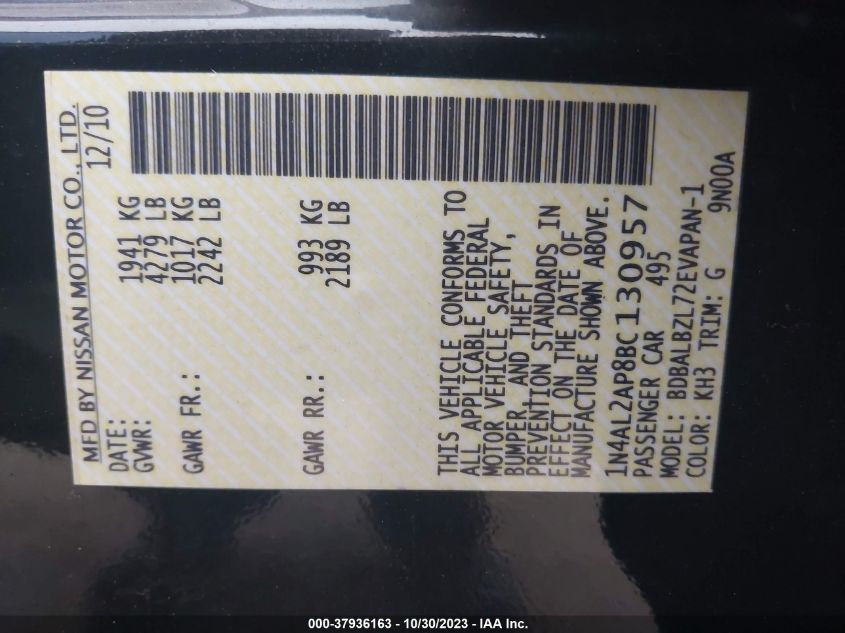 MFD BY NISSAN MOTOR CO., LTD.
DATE: 12/10
GVWR: 1941 KG
4279 LB
GAWR FR.: 1017 KG
2242 LB
GAWR RR.: 993 KG
2189 LB
THIS VEHICLE CONFORMS TO
ALL APPLICABLE FEDERAL
MOTOR VEHICLE SAFETY,
BUMPER, AND THEFT
PREVENTION STANDARDS IN
EFFECT ON THE DATE OF
MANUFACTURE SHOWN ABOVE.
1N4AL2AP8BC130957
PASSENGER CAR 495
MODEL: BDBALBZL72EVAPAN-1
COLOR: KH3 TRIM: G 9N00A
000-37936163 - 10/30/2023 - IAA Inc.